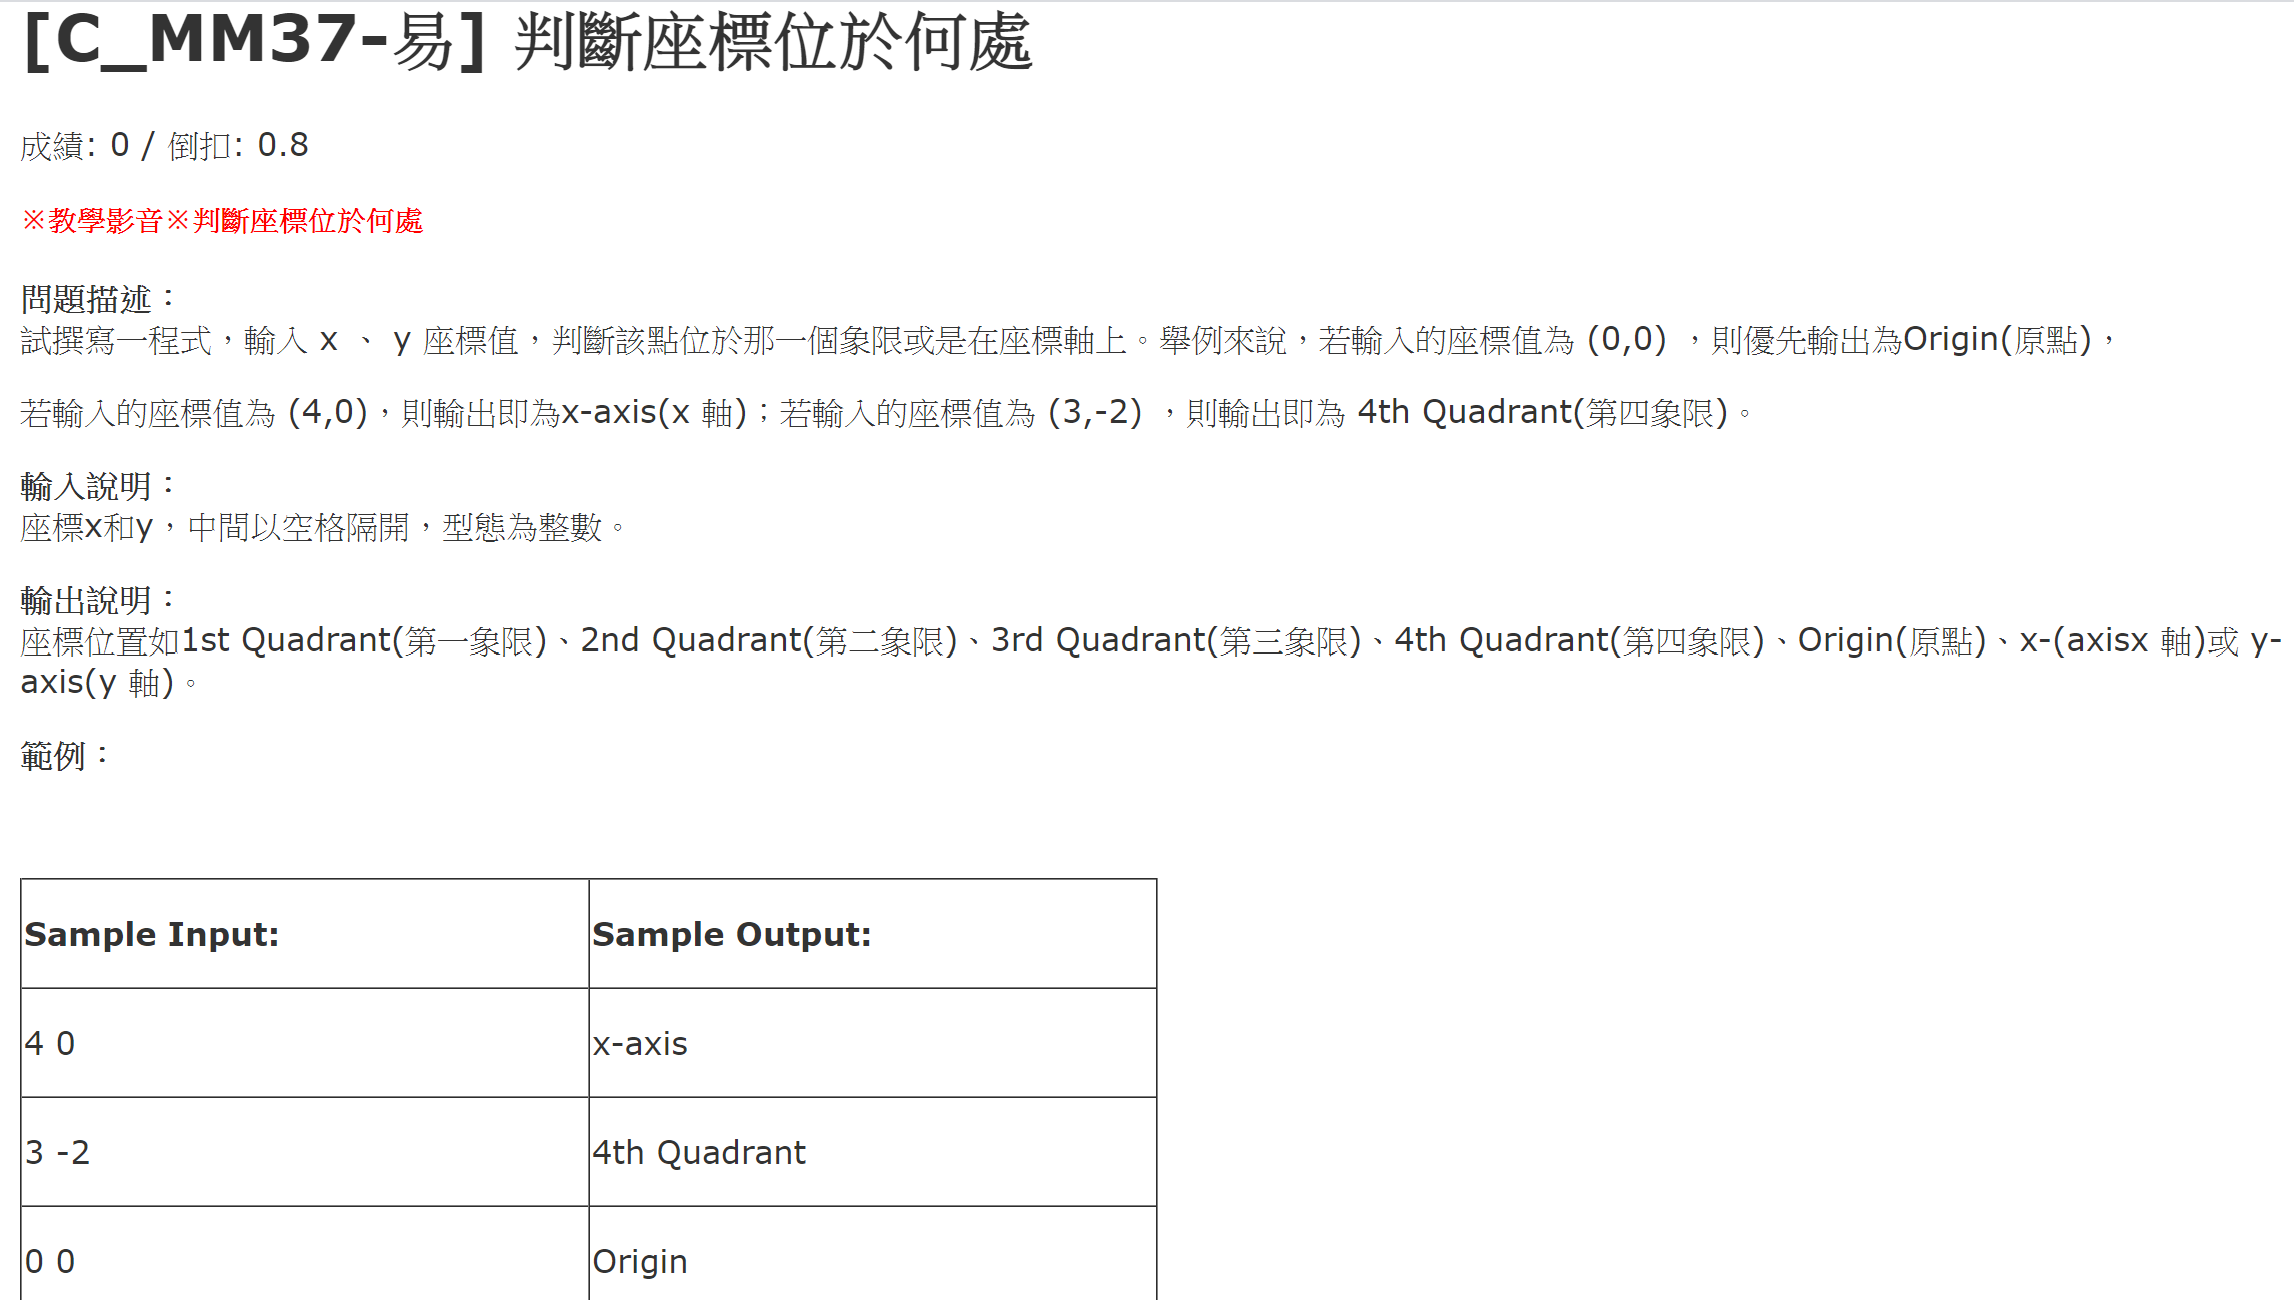 [C_MM37-易] 判斷座標位於何處
成績: 0 / 倒扣: 0.8
※教學影音※判斷座標位於何處
問題描述：
試撰寫一程式，輸入 x 、 y 座標值，判斷該點位於那一個象限或是在座標軸上。舉例來說，若輸入的座標值為 (0,0) ，則優先輸出為Origin(原點)，
若輸入的座標值為 (4,0)，則輸出即為x-axis(x 軸)；若輸入的座標值為 (3,-2) ，則輸出即為 4th Quadrant(第四象限)。
輸入說明：
座標x和y，中間以空格隔開，型態為整數。
輸出說明：
座標位置如1st Quadrant(第一象限)、2nd Quadrant(第二象限)、3rd Quadrant(第三象限)、4th Quadrant(第四象限)、Origin(原點)、x-(axisx 軸)或 y-
axis(y 軸)。
範例：
Sample Input: Sample Output:
4 0 x-axis
3 -2 4th Quadrant
0 0 Origin